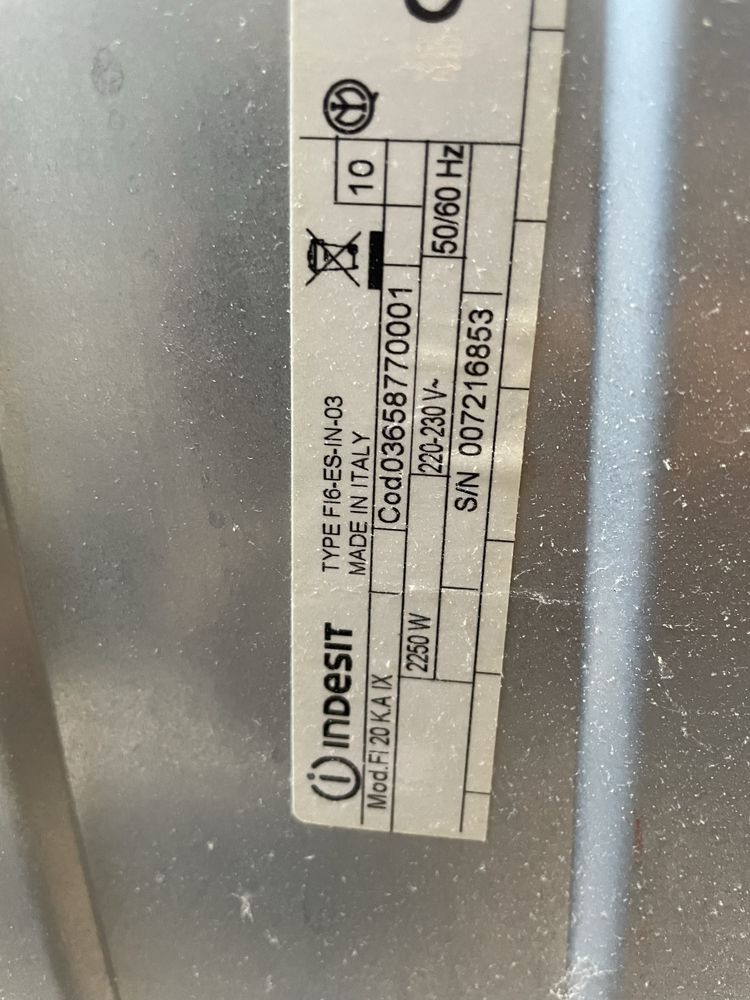 INDESIT
TYPE FI6-ES-IN-03
MADE IN ITALY
10
Mod.FI 20 K.A IX
Cod.03658770001
2250 W
220-230 V~
50/60 Hz
S/N 007216853